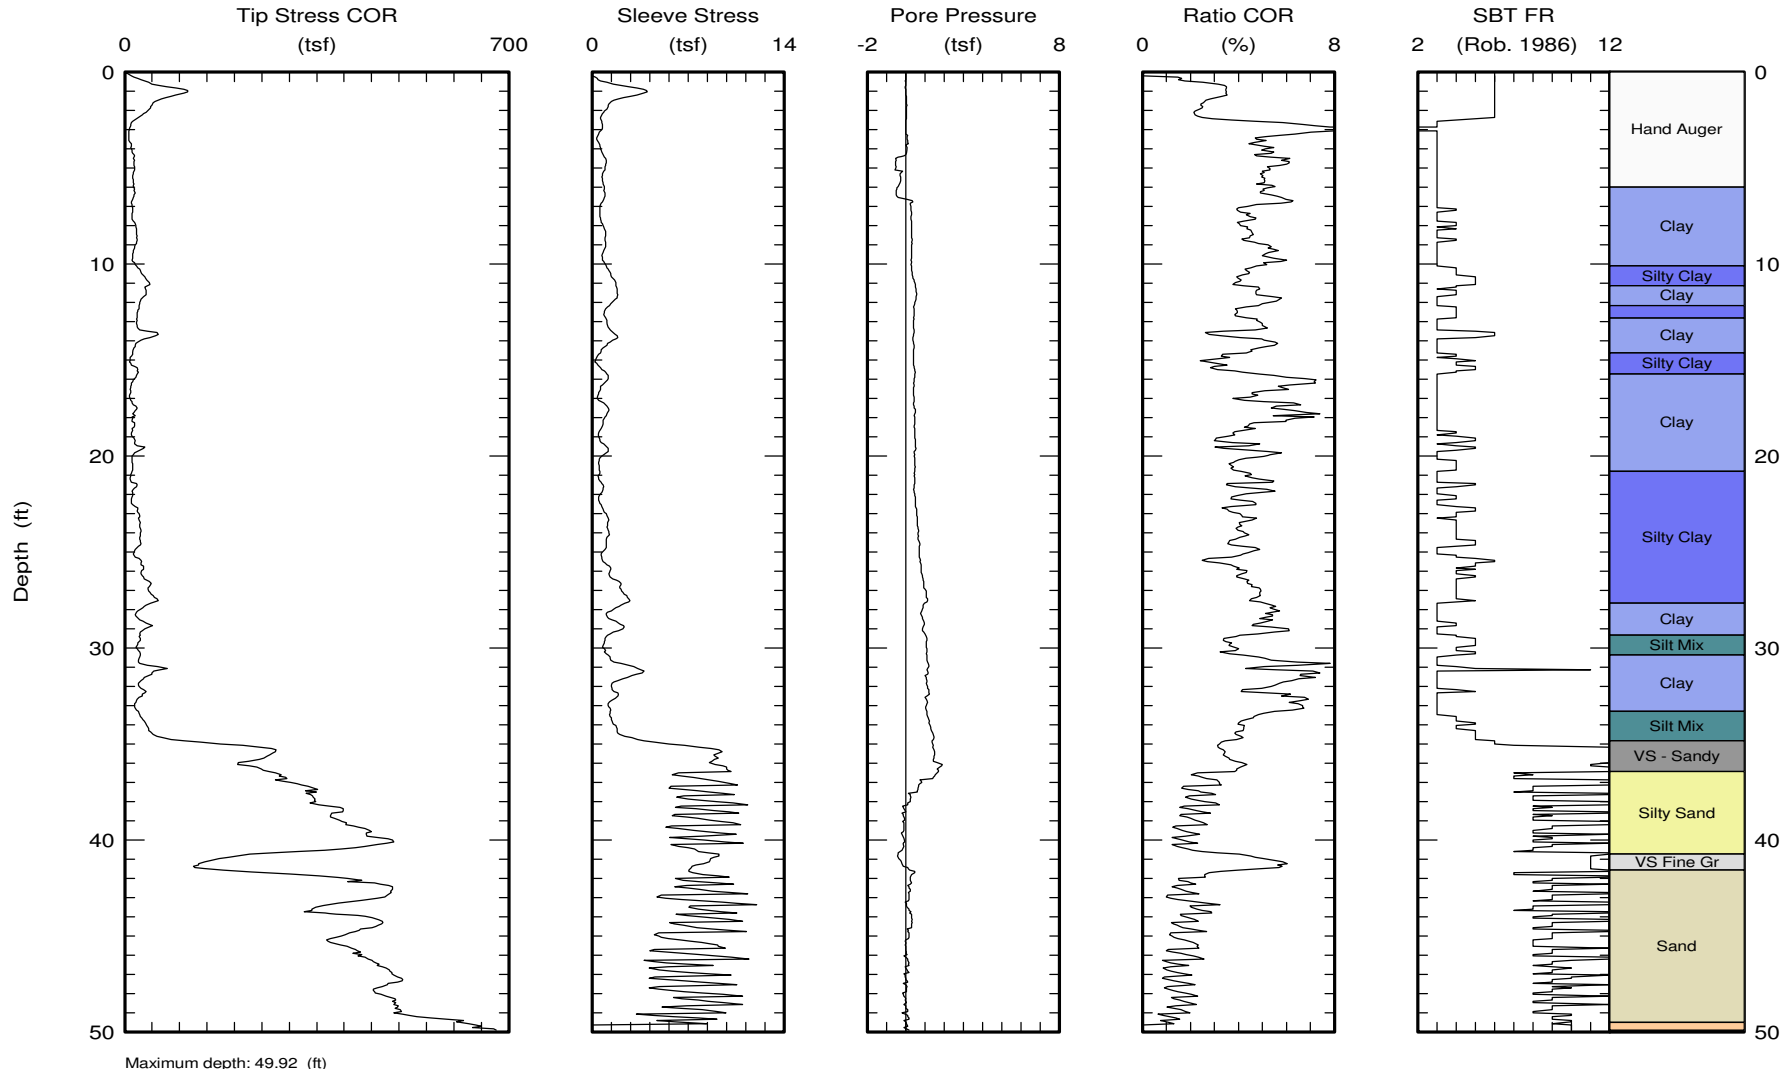 Tip Stress COR Sleeve Stress Pore Pressure Ratio COR SBT FR
0 (tsf) 700 0 (tsf) 14 -2 (tsf) 8 0 (%) 8 2 (Rob. 1986) 12
0 0
Hand Auger
Clay
10 10
Silty Clay
Clay
Clay
Silty Clay
Clay
20 20
Depth (ft)
Silty Clay
Clay
Silt Mix
30 30
Clay
Silt Mix
VS - Sandy
Silty Sand
40 40
VS Fine Gr
Sand
50 50
Maximum depth: 49.92 (ft)